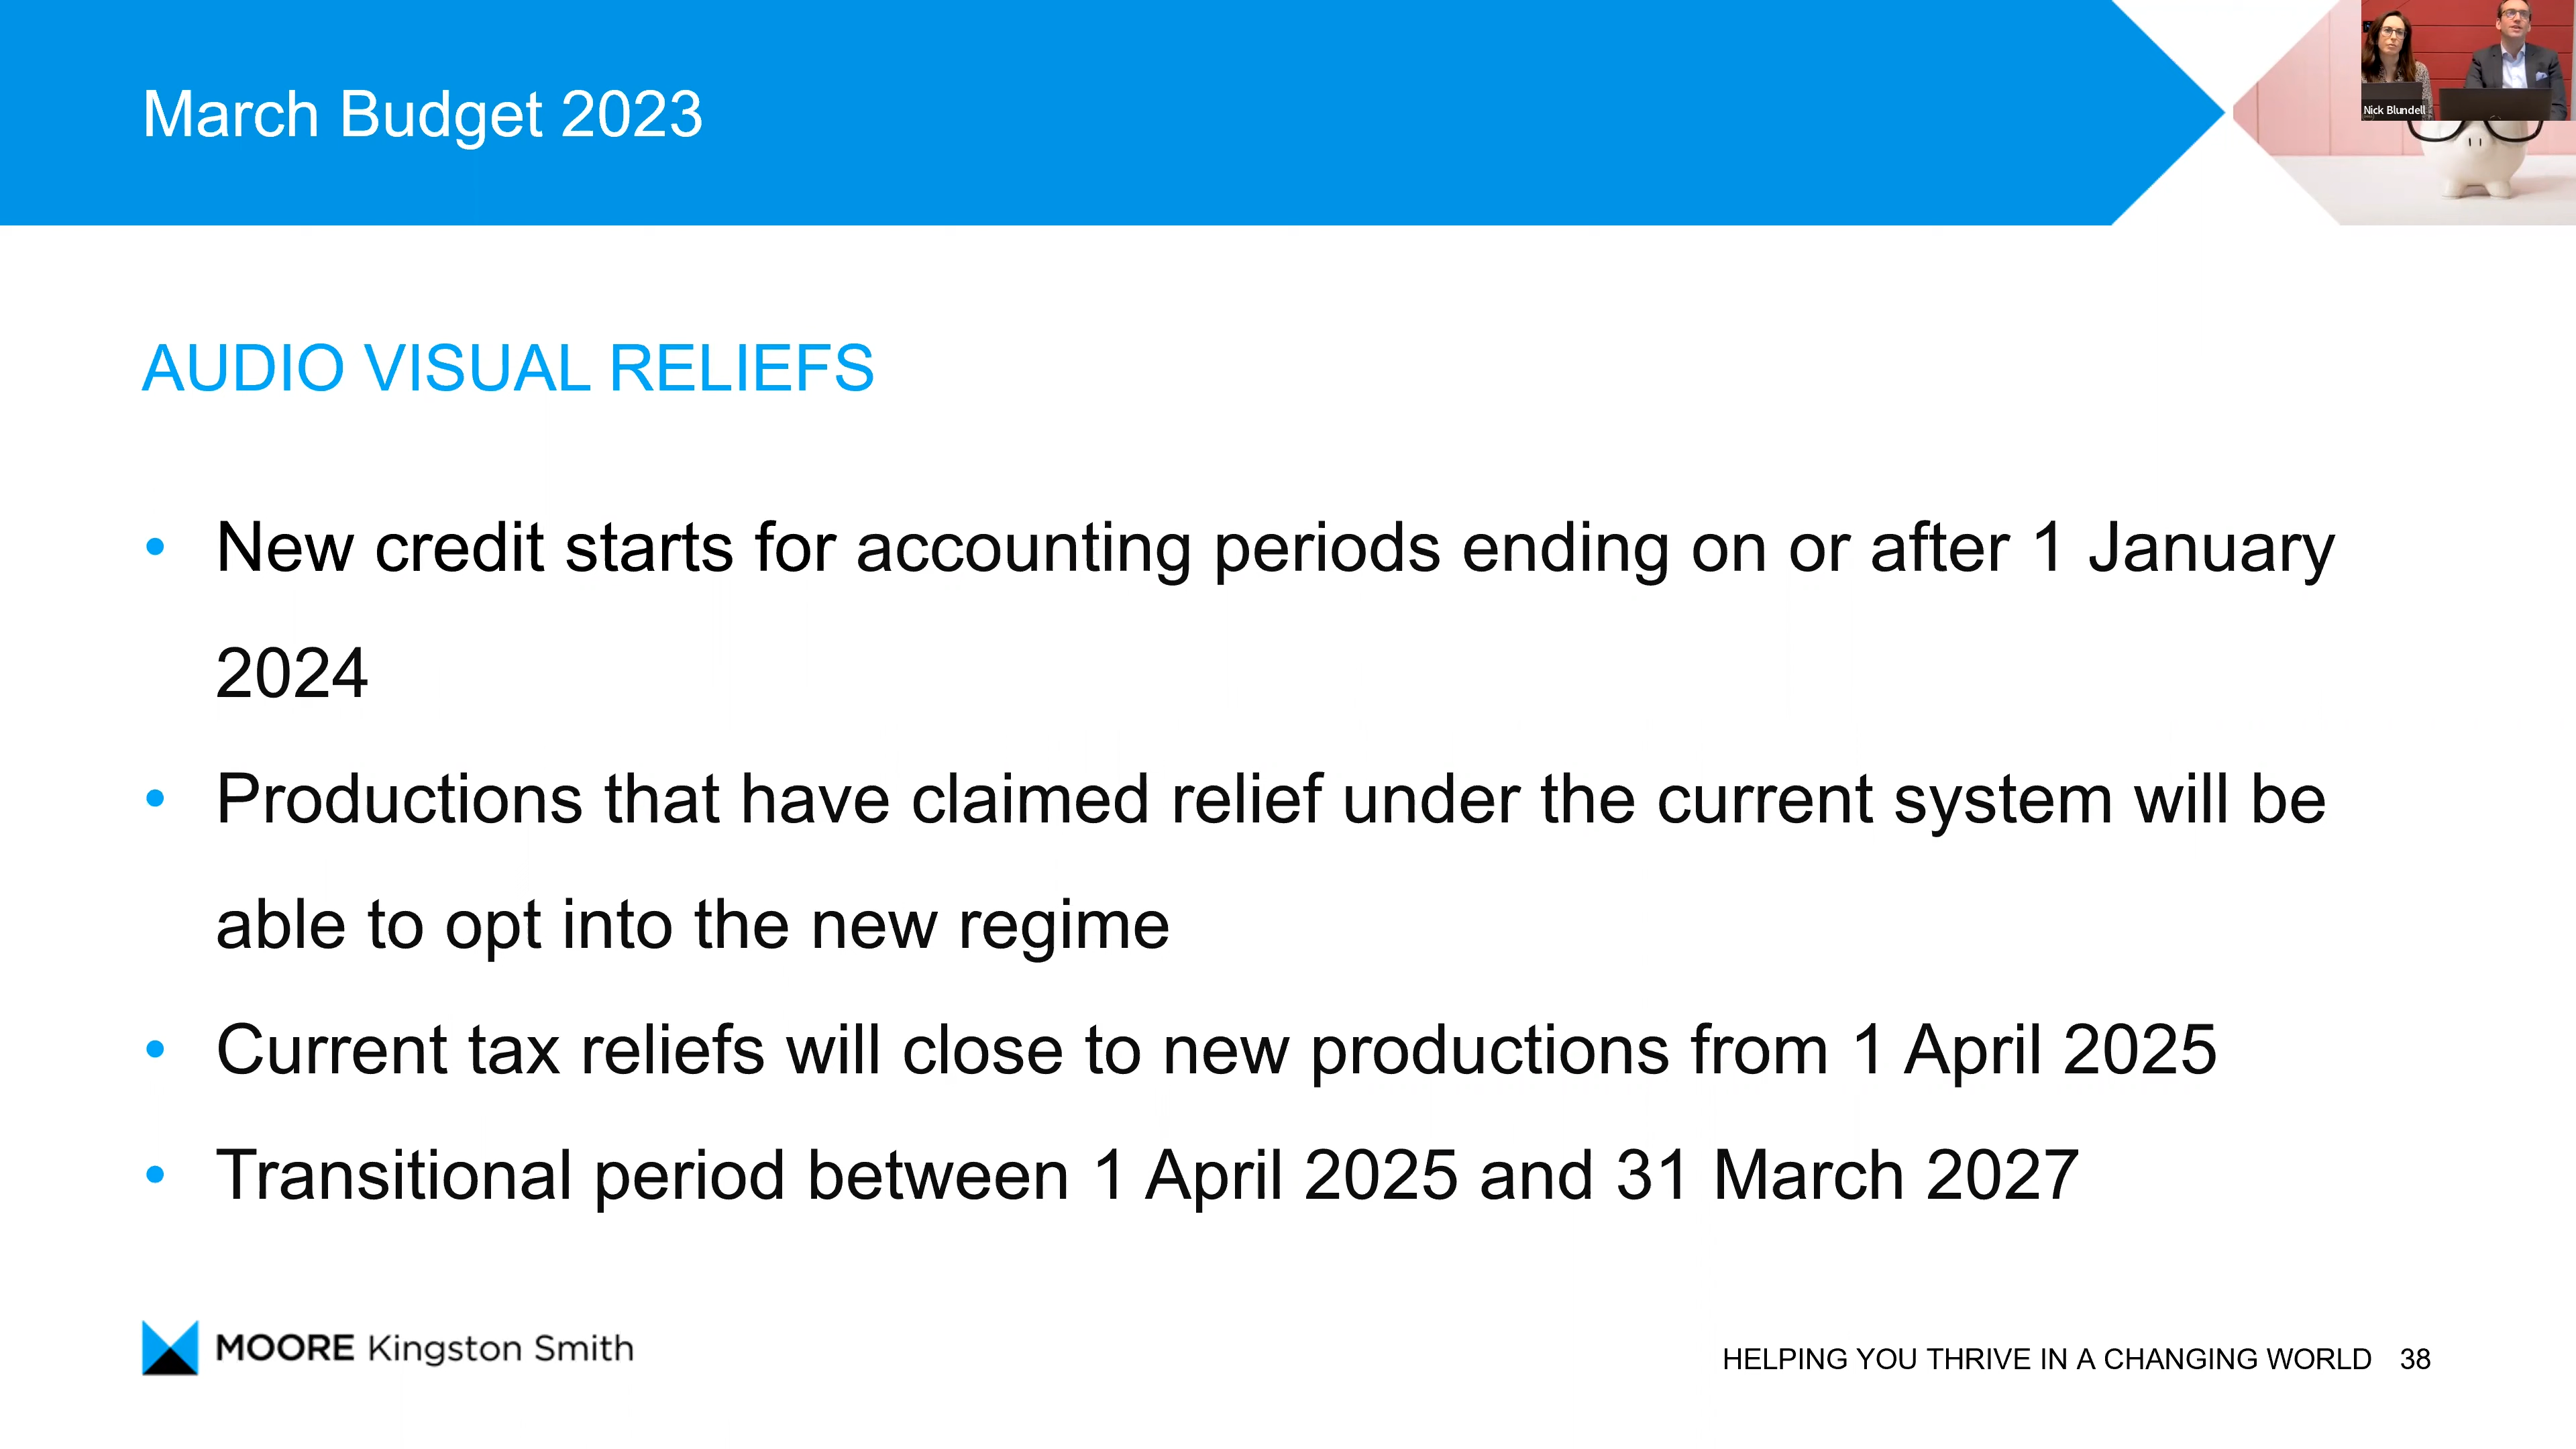 March Budget 2023
Nick Blundell
AUDIO VISUAL RELIEFS
• New credit starts for accounting periods ending on or after 1 January
2024
• Productions that have claimed relief under the current system will be
able to opt into the new regime
• Current tax reliefs will close to new productions from 1 April 2025
• Transitional period between 1 April 2025 and 31 March 2027
MOORE Kingston Smith
HELPING YOU THRIVE IN A CHANGING WORLD 38